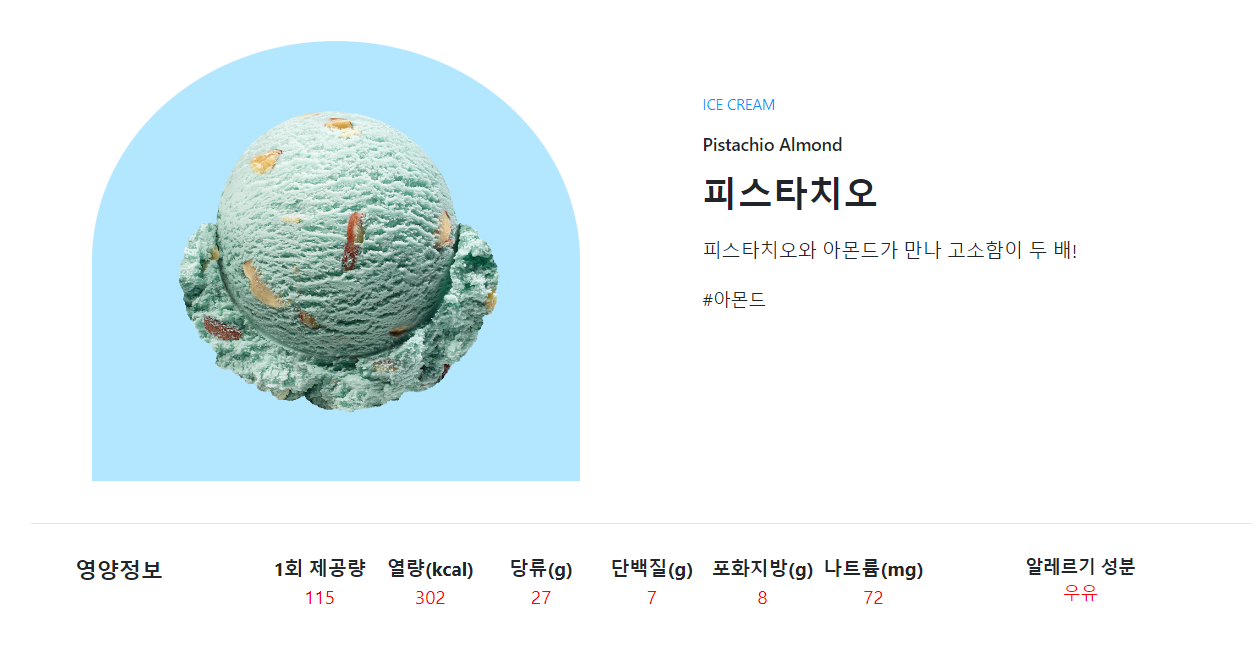 ICE CREAM
Pistachio Almond
피스타치오
피스타치오와 아몬드가 만나 고소함이 두 배!
#아몬드
영양정보 1회 제공량 열량(kcal) 당류(g) 단백질(g) 포화지방(g) 나트륨(mg) 알레르기 성분
115 302 27 7 8 72 우유